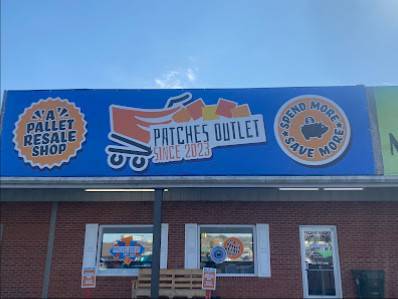 "A"
PALLET
RESALE
SHOP
PATCHES OUTLET
SINCE 2023
SPEND MORE
SAVE MORE